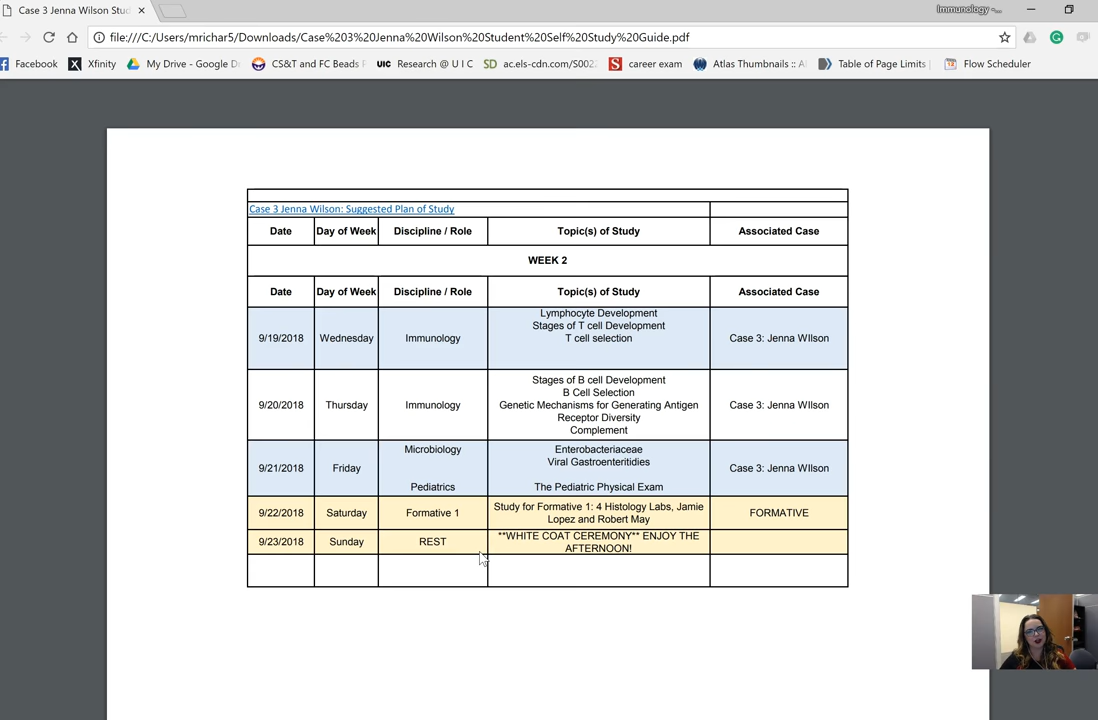 Case 3 Jenna Wilson Stud
Immunology -...
file:///C:/Users/mrichar5/Downloads/Case%203%20Jenna%20Wilson%20Student%20Self%20Study%20Guide.pdf
Facebook X Xfinity My Drive - Google D CS&T and FC Beads F UIC Research @ U I C SD ac.els-cdn.com/S002 S career exam Atlas Thumbnails :: A Table of Page Limits Flow Scheduler
Case 3 Jenna Wilson: Suggested Plan of Study
Date Day of Week Discipline / Role Topic(s) of Study Associated Case
WEEK 2
Date Day of Week Discipline / Role Topic(s) of Study Associated Case
Lymphocyte Development
Stages of T cell Development
9/19/2018 Wednesday Immunology T cell selection Case 3: Jenna WIlson
Stages of B cell Development
B Cell Selection
9/20/2018 Thursday Immunology Genetic Mechanisms for Generating Antigen Case 3: Jenna WIlson
Receptor Diversity
Complement
Microbiology Enterobacteriaceae
Viral Gastroenteritidies
9/21/2018 Friday Case 3: Jenna WIlson
Pediatrics The Pediatric Physical Exam
9/22/2018 Saturday Formative 1 Study for Formative 1: 4 Histology Labs, Jamie FORMATIVE
Lopez and Robert May
9/23/2018 Sunday REST **WHITE COAT CEREMONY** ENJOY THE
AFTERNOON!